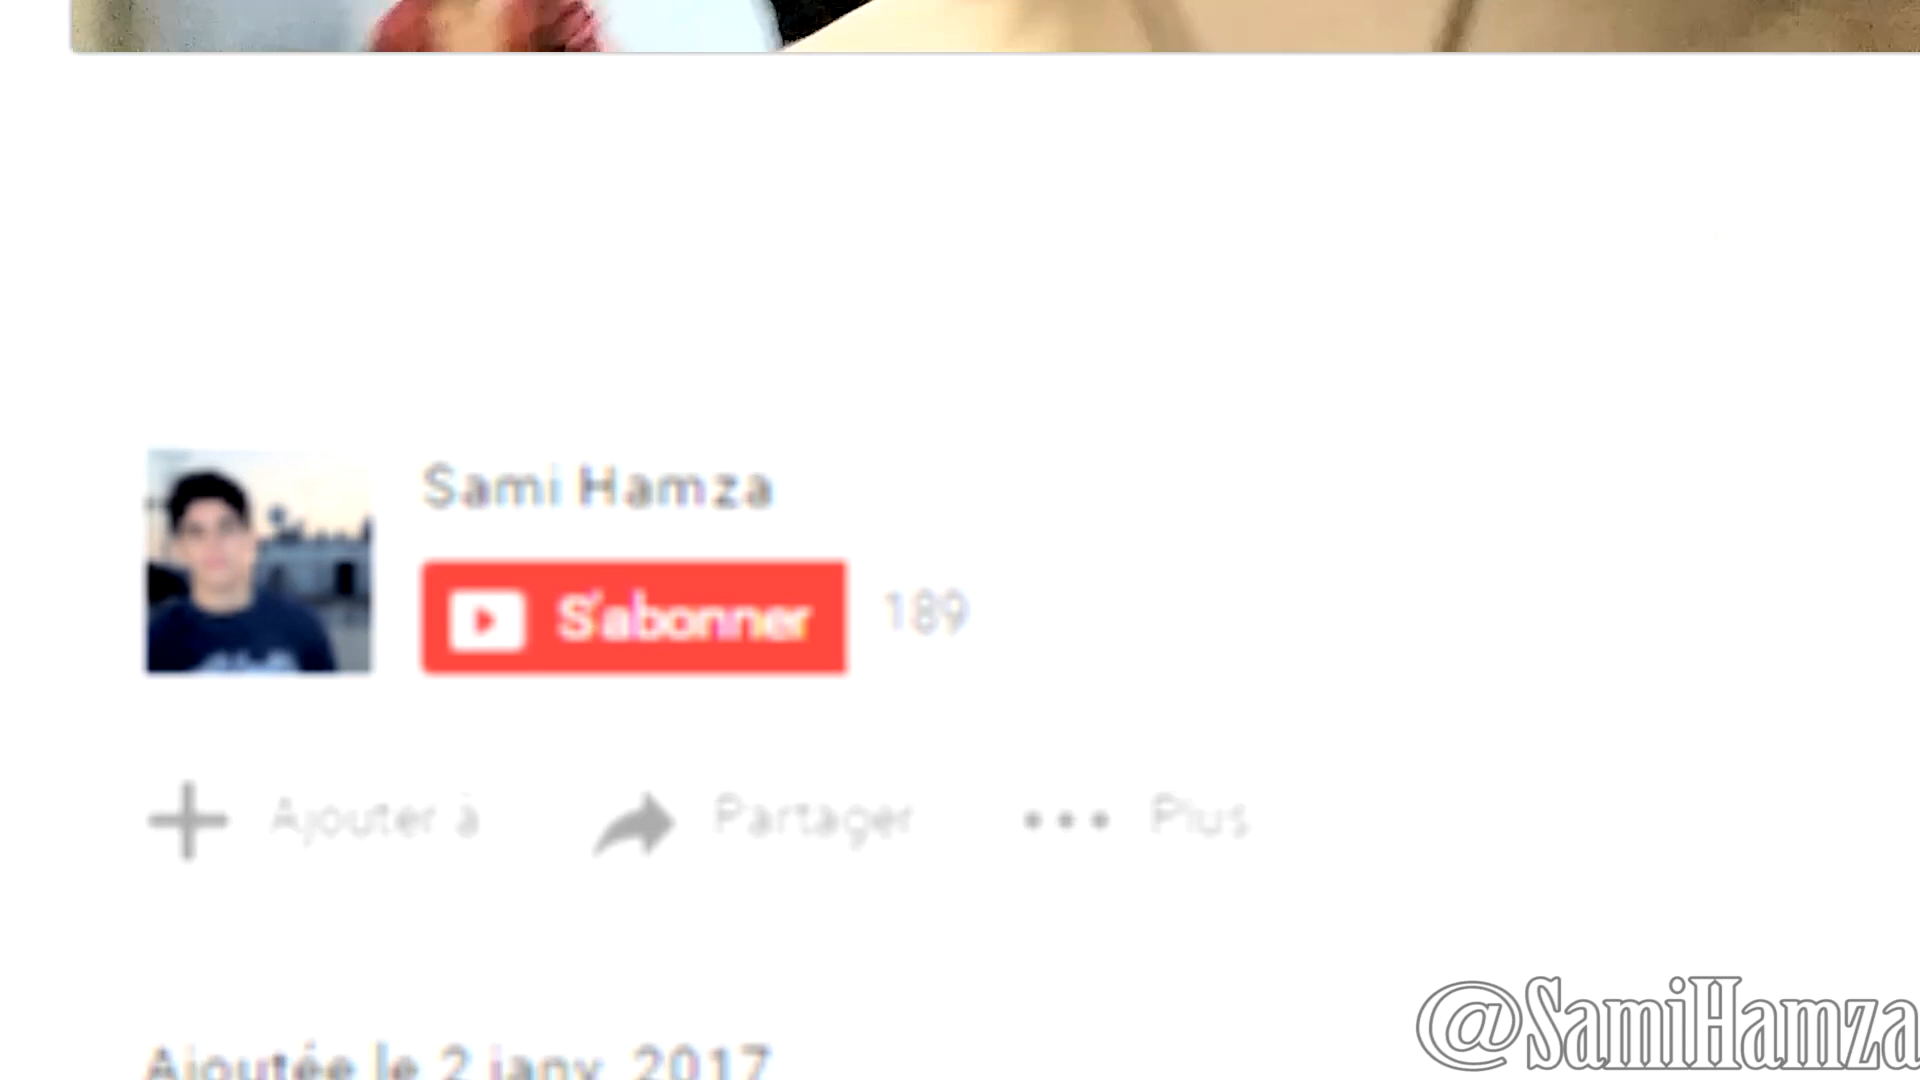 Sami Hamza
S'abonner 189
Ajouter à Partager Plus
Ajoutée le 2 janv. 2017
@SamiHamza